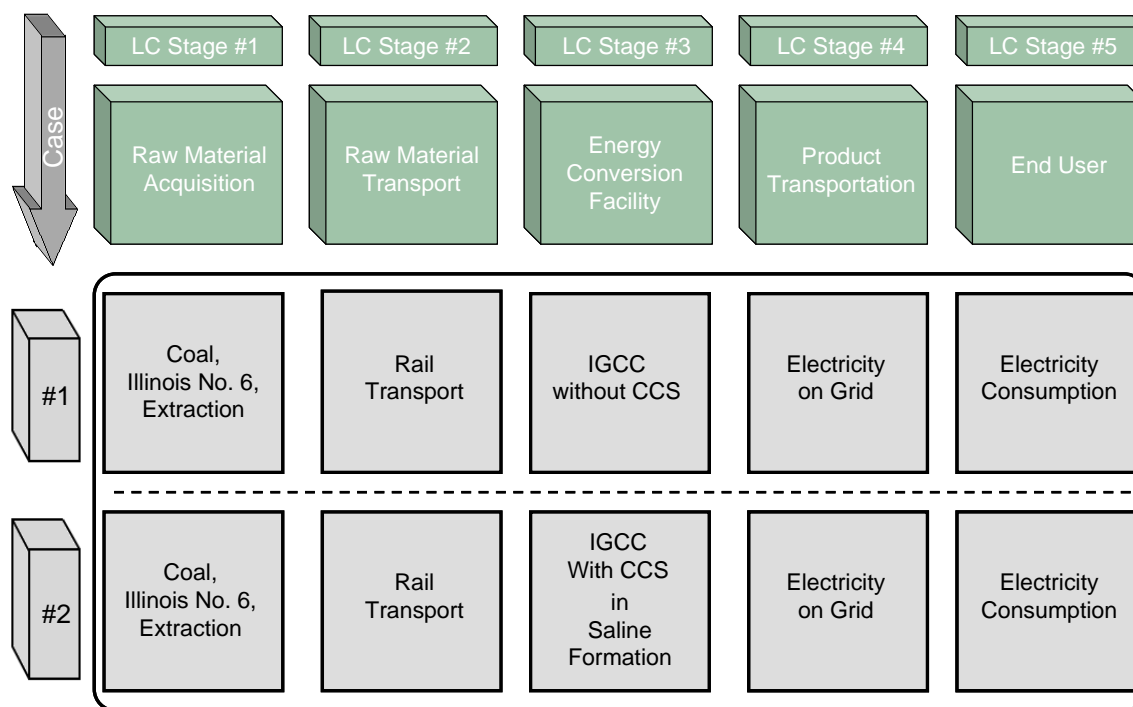 LC Stage #1
LC Stage #2
LC Stage #3
LC Stage #4
LC Stage #5
Case
Raw Material
Acquisition
Raw Material
Transport
Energy
Conversion
Facility
Product
Transportation
End User
#1
Coal,
Illinois No. 6,
Extraction
Rail
Transport
IGCC
without CCS
Electricity
on Grid
Electricity
Consumption
#2
Coal,
Illinois No. 6,
Extraction
Rail
Transport
IGCC
With CCS
in
Saline
Formation
Electricity
on Grid
Electricity
Consumption